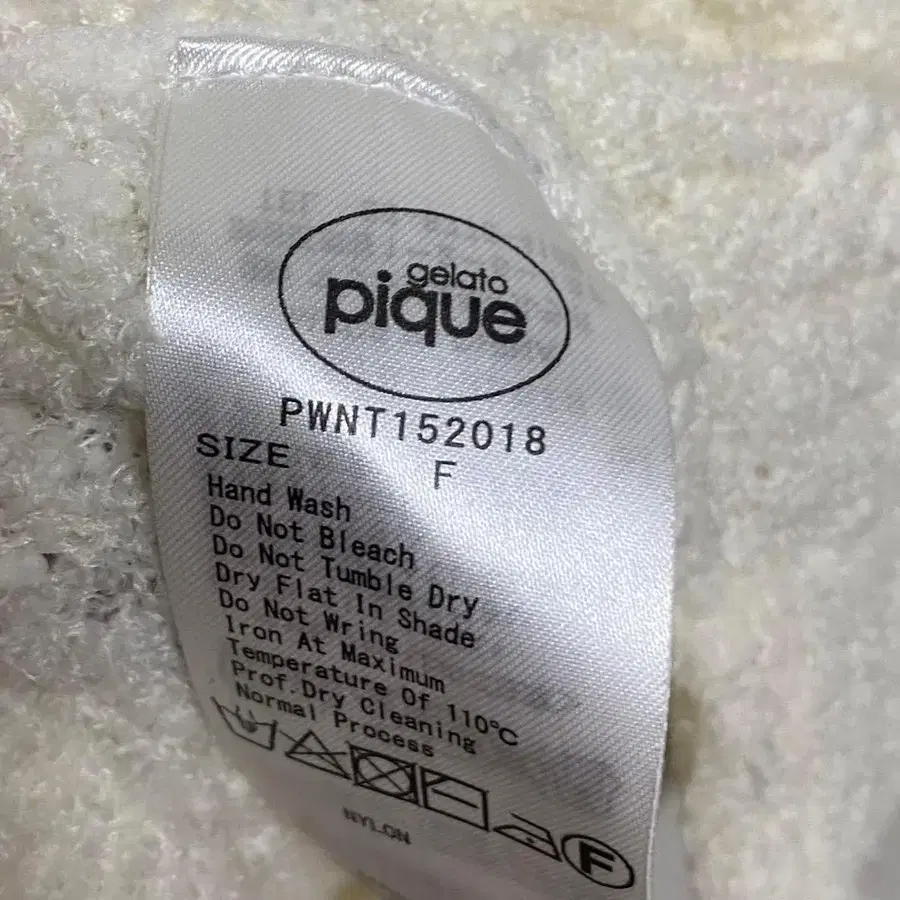 gelato
pique
PWNT152018
SIZE F
Hand Wash
Do Not Bleach
Do Not Tumble Dry
Dry Flat In Shade
Do Not Wring
Iron At Maximum
Temperature Of 110℃
Prof.Dry Cleaning
Normal Process
F
NYLON